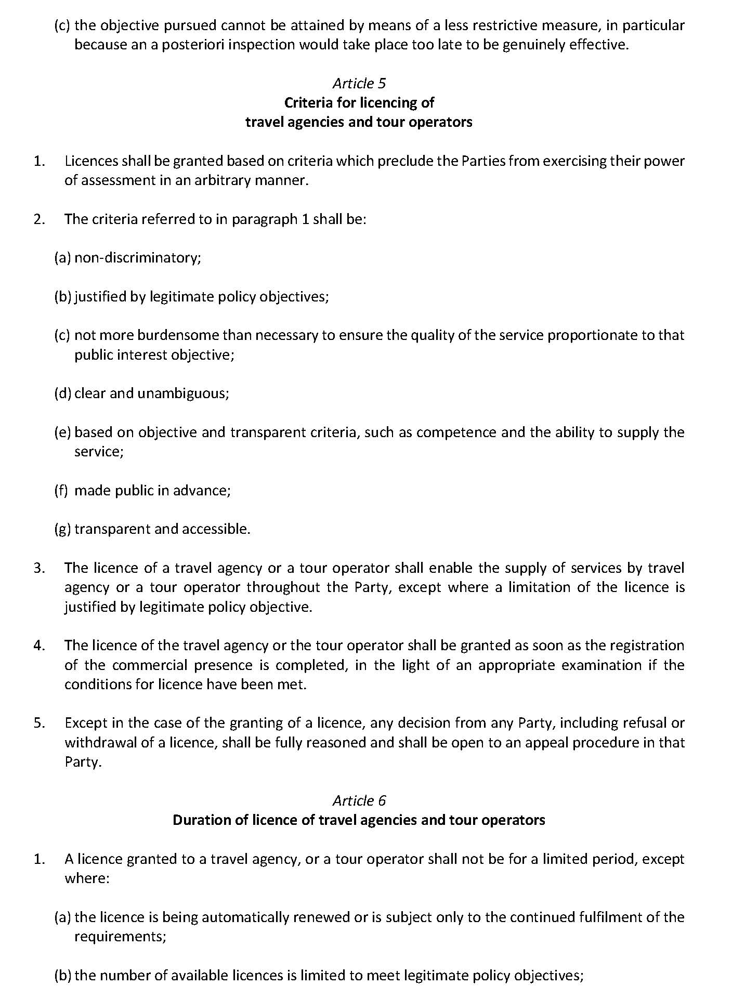 (c) the objective pursued cannot be attained by means of a less restrictive measure, in particular
because an a posteriori inspection would take place too late to be genuinely effective.
Article 5
Criteria for licencing of
travel agencies and tour operators
1. Licences shall be granted based on criteria which preclude the Parties from exercising their power
of assessment in an arbitrary manner.
2. The criteria referred to in paragraph 1 shall be:
(a) non-discriminatory;
(b) justified by legitimate policy objectives;
(c) not more burdensome than necessary to ensure the quality of the service proportionate to that
public interest objective;
(d) clear and unambiguous;
(e) based on objective and transparent criteria, such as competence and the ability to supply the
service;
(f) made public in advance;
(g) transparent and accessible.
3. The licence of a travel agency or a tour operator shall enable the supply of services by travel
agency or a tour operator throughout the Party, except where a limitation of the licence is
justified by legitimate policy objective.
4. The licence of the travel agency or the tour operator shall be granted as soon as the registration
of the commercial presence is completed, in the light of an appropriate examination if the
conditions for licence have been met.
5. Except in the case of the granting of a licence, any decision from any Party, including refusal or
withdrawal of a licence, shall be fully reasoned and shall be open to an appeal procedure in that
Party.
Article 6
Duration of licence of travel agencies and tour operators
1. A licence granted to a travel agency, or a tour operator shall not be for a limited period, except
where:
(a) the licence is being automatically renewed or is subject only to the continued fulfilment of the
requirements;
(b) the number of available licences is limited to meet legitimate policy objectives;